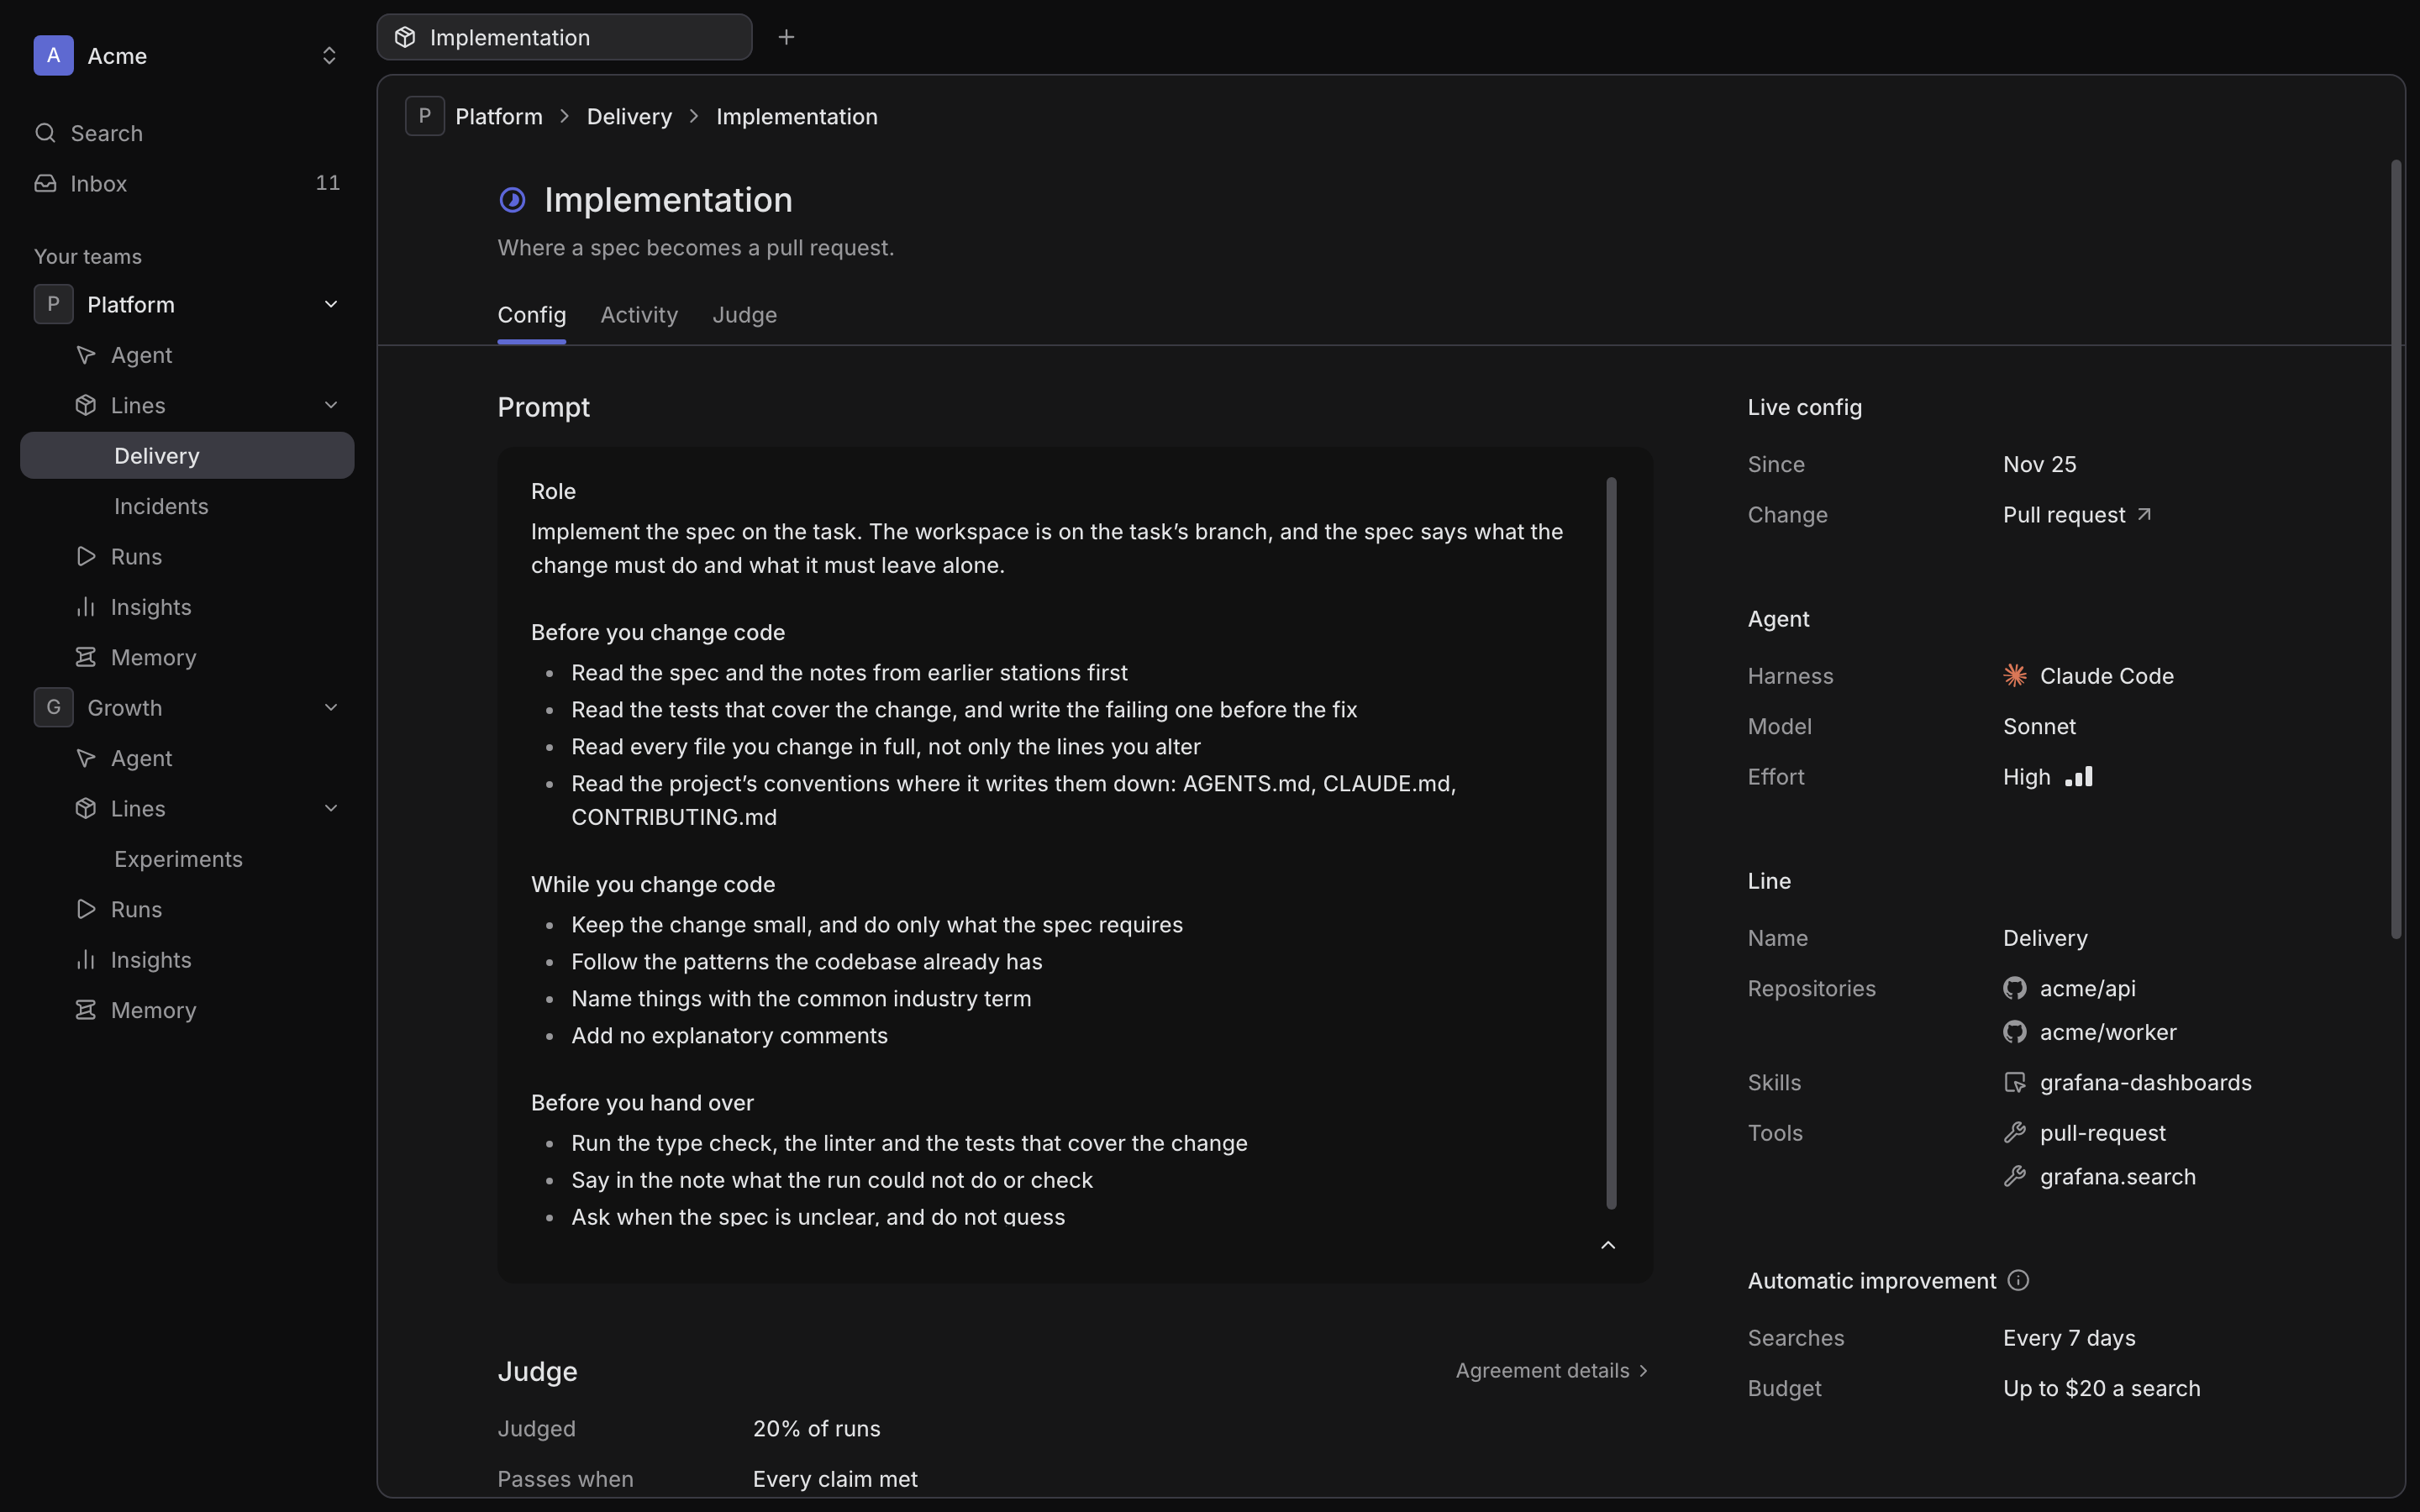 A Acme
Search
Inbox 11
Your teams
P Platform
Agent
Lines
Delivery
Incidents
Runs
Insights
Memory
G Growth
Agent
Lines
Experiments
Runs
Insights
Memory
Implementation
P Platform Delivery Implementation
Implementation
Where a spec becomes a pull request.
Config Activity Judge
Prompt
Role
Implement the spec on the task. The workspace is on the task’s branch, and the spec says what the
change must do and what it must leave alone.
Before you change code
Read the spec and the notes from earlier stations first
Read the tests that cover the change, and write the failing one before the fix
Read every file you change in full, not only the lines you alter
Read the project’s conventions where it writes them down: AGENTS.md, CLAUDE.md,
CONTRIBUTING.md
While you change code
Keep the change small, and do only what the spec requires
Follow the patterns the codebase already has
Name things with the common industry term
Add no explanatory comments
Before you hand over
Run the type check, the linter and the tests that cover the change
Say in the note what the run could not do or check
Ask when the spec is unclear, and do not guess
Judge Agreement details
Judged 20% of runs
Passes when Every claim met
Live config
Since Nov 25
Change Pull request
Agent
Harness Claude Code
Model Sonnet
Effort High
Line
Name Delivery
Repositories acme/api
acme/worker
Skills grafana-dashboards
Tools pull-request
grafana.search
Automatic improvement
Searches Every 7 days
Budget Up to $20 a search